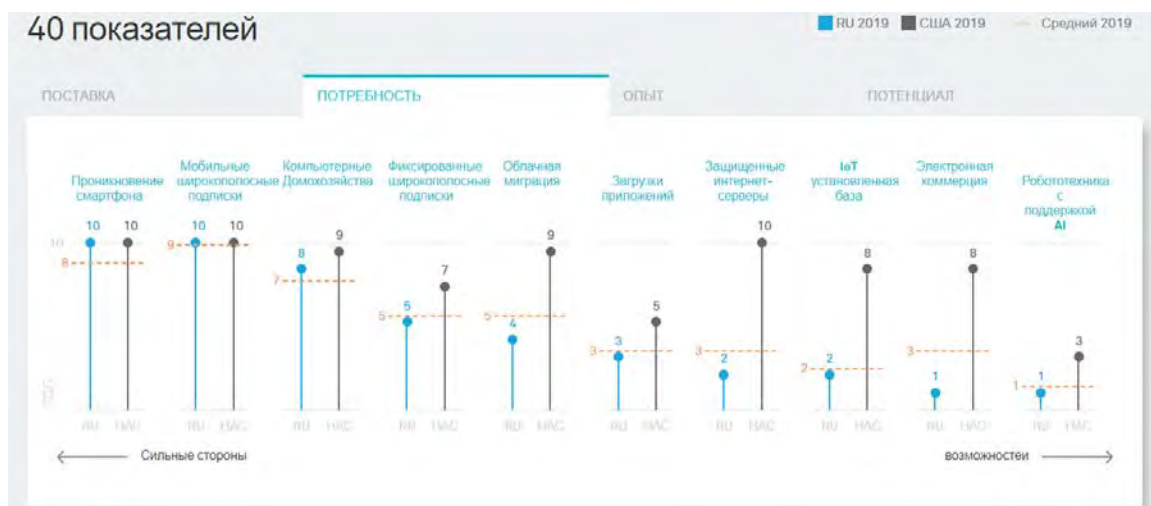 40 показателей
RU 2019 США 2019 Средний 2019
ПОСТАВКА ПОТРЕБНОСТЬ ОПЫТ ПОТЕНЦИАЛ
Проникновение
смартфона
Мобильные
широкополосные
подписки
Компьютерные
Домохозяйства
Фиксированные
широкополосные
подписки
Облачная
миграция
Загрузки
приложений
Защищенные
интернет-
серверы
IoT
установленная
база
Электронная
коммерция
Робототехника
с
поддержкой
AI
10 10 10 10 8 9 5 7 4 9 3 5 2 10 2 8 1 8 1 3
10
8 9 7 5 5 3 3 2 3 1
RU НАС RU НАС RU НАС RU НАС RU НАС RU НАС RU НАС RU НАС RU НАС RU НАС
Сильные стороны возможностей